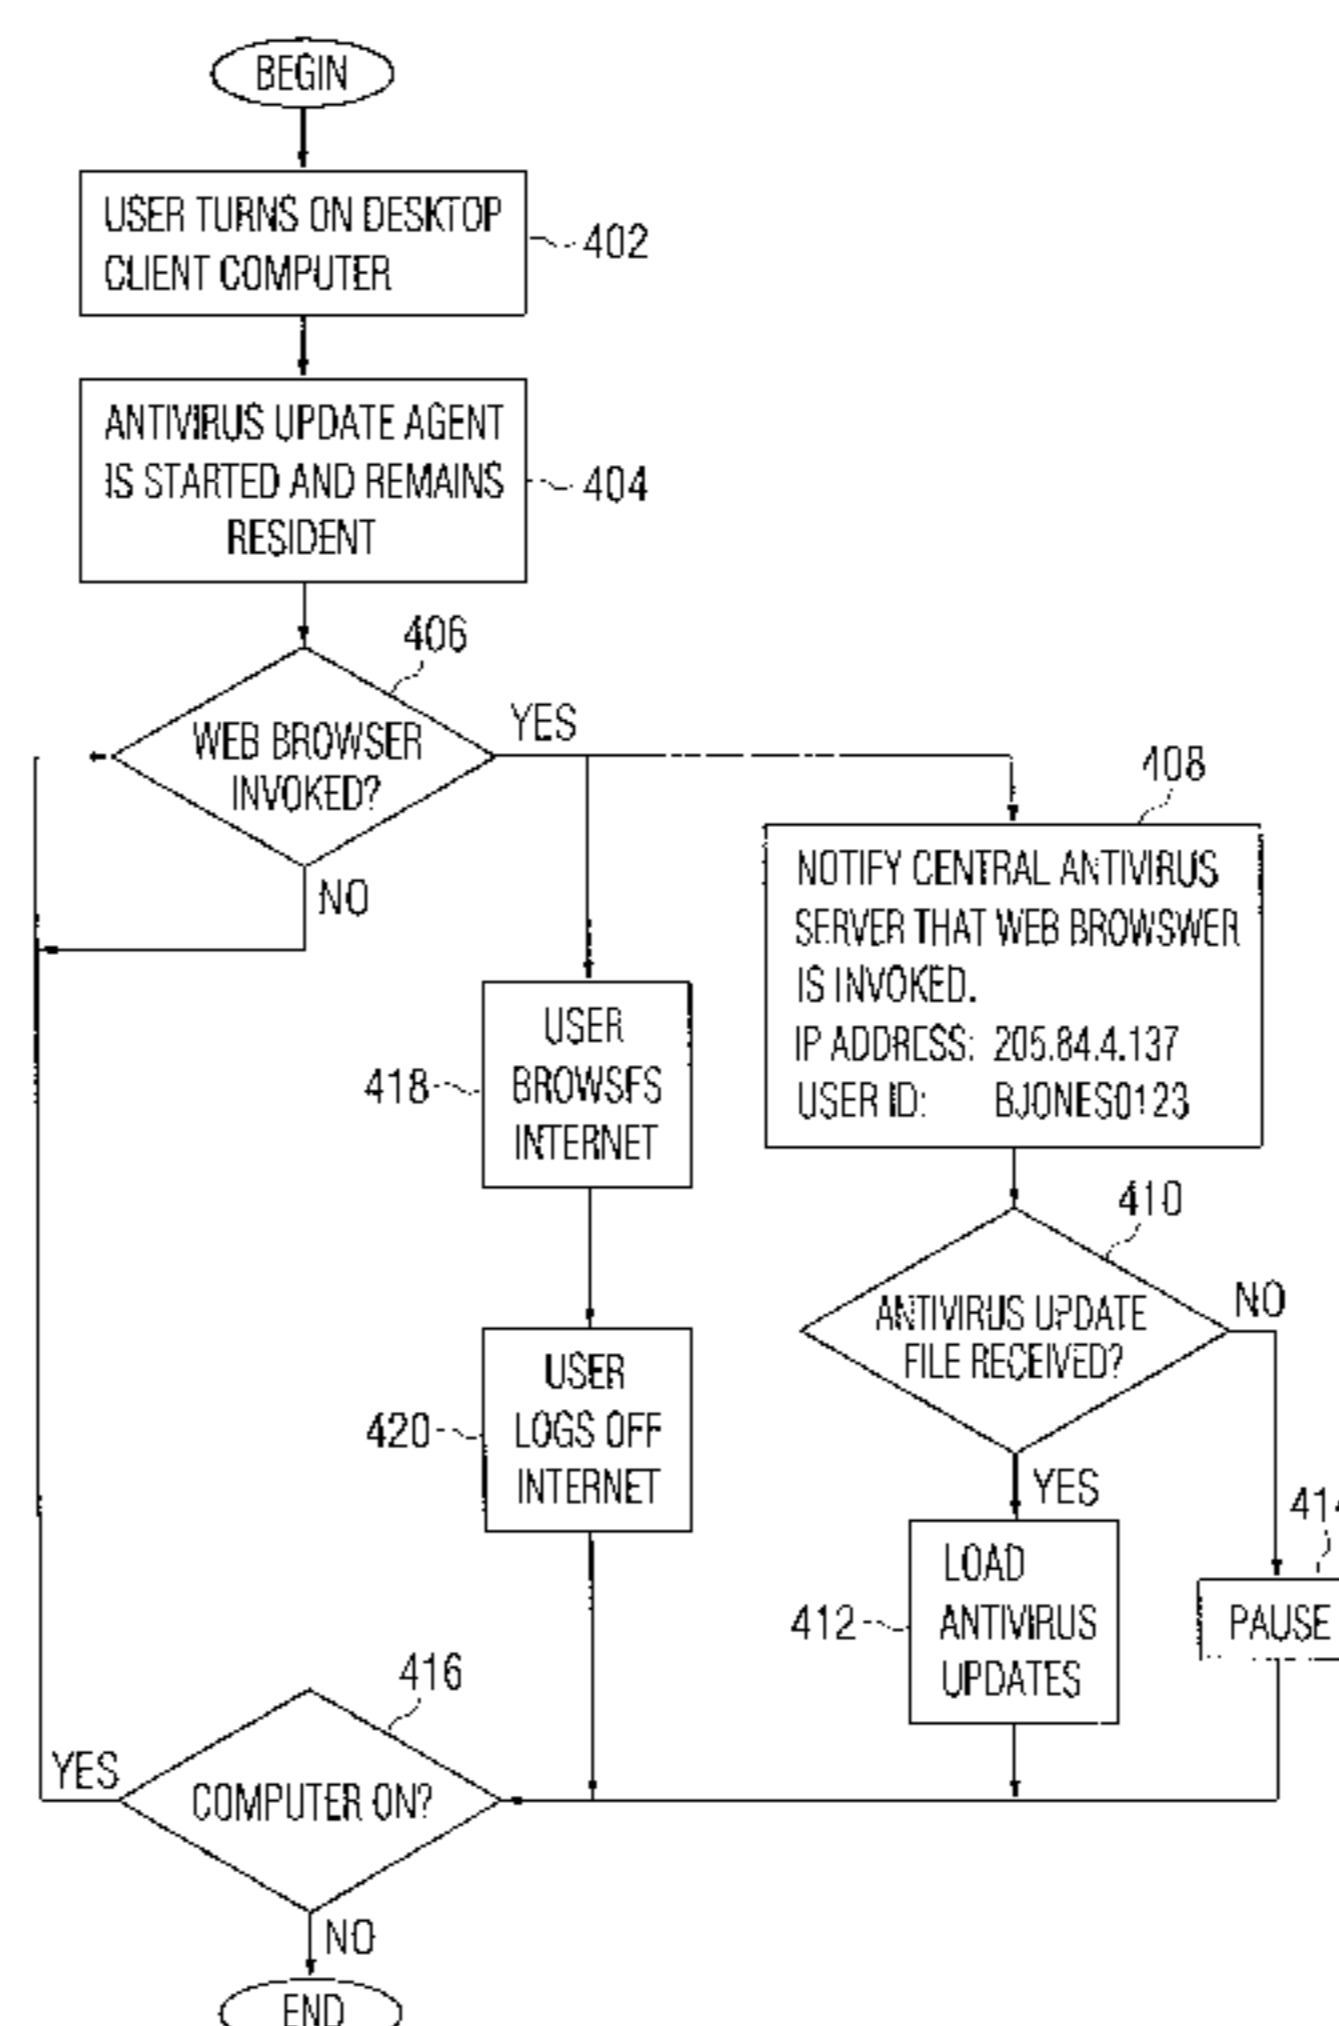 BEGIN
USER TURNS ON DESKTOP
CLIENT COMPUTER
402
ANTIVIRUS UPDATE AGENT
IS STARTED AND REMAINS
RESIDENT
404
406
WEB BROWSER
INVOKED?
YES
NO
408
NOTIFY CENTRAL ANTIVIRUS
SERVER THAT WEB BROWSWER
IS INVOKED.
IP ADDRESS: 205.84.4.137
USER ID: BJONES0123
418
USER
BROWSES
INTERNET
410
ANTIVIRUS UPDATE
FILE RECEIVED?
NO
YES
420
USER
LOGS OFF
INTERNET
412
LOAD
ANTIVIRUS
UPDATES
414
PAUSE
416
COMPUTER ON?
YES
NO
END